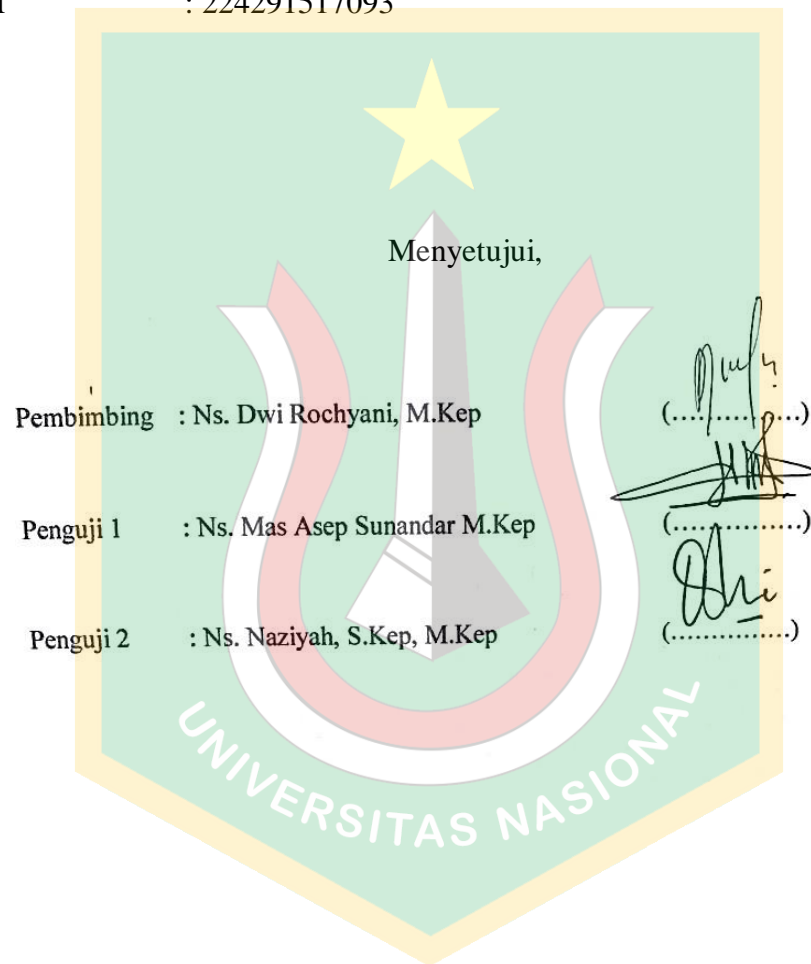 : 224291517093
Menyetujui,
Pembimbing : Ns. Dwi Rochyani, M.Kep (..................)
Penguji 1 : Ns. Mas Asep Sunandar M.Kep (................)
Penguji 2 : Ns. Naziyah, S.Kep, M.Kep (...............)
UNIVERSITAS NASIONAL